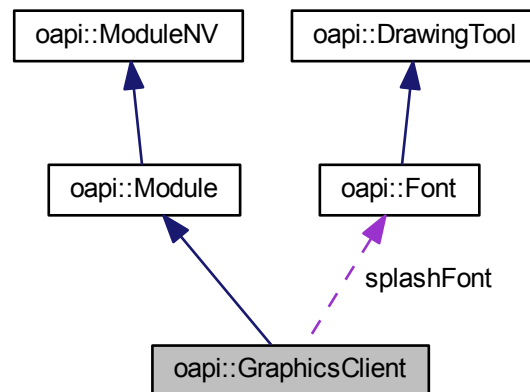 oapi::ModuleNV
oapi::DrawingTool
oapi::Module
oapi::Font
splashFont
oapi::GraphicsClient